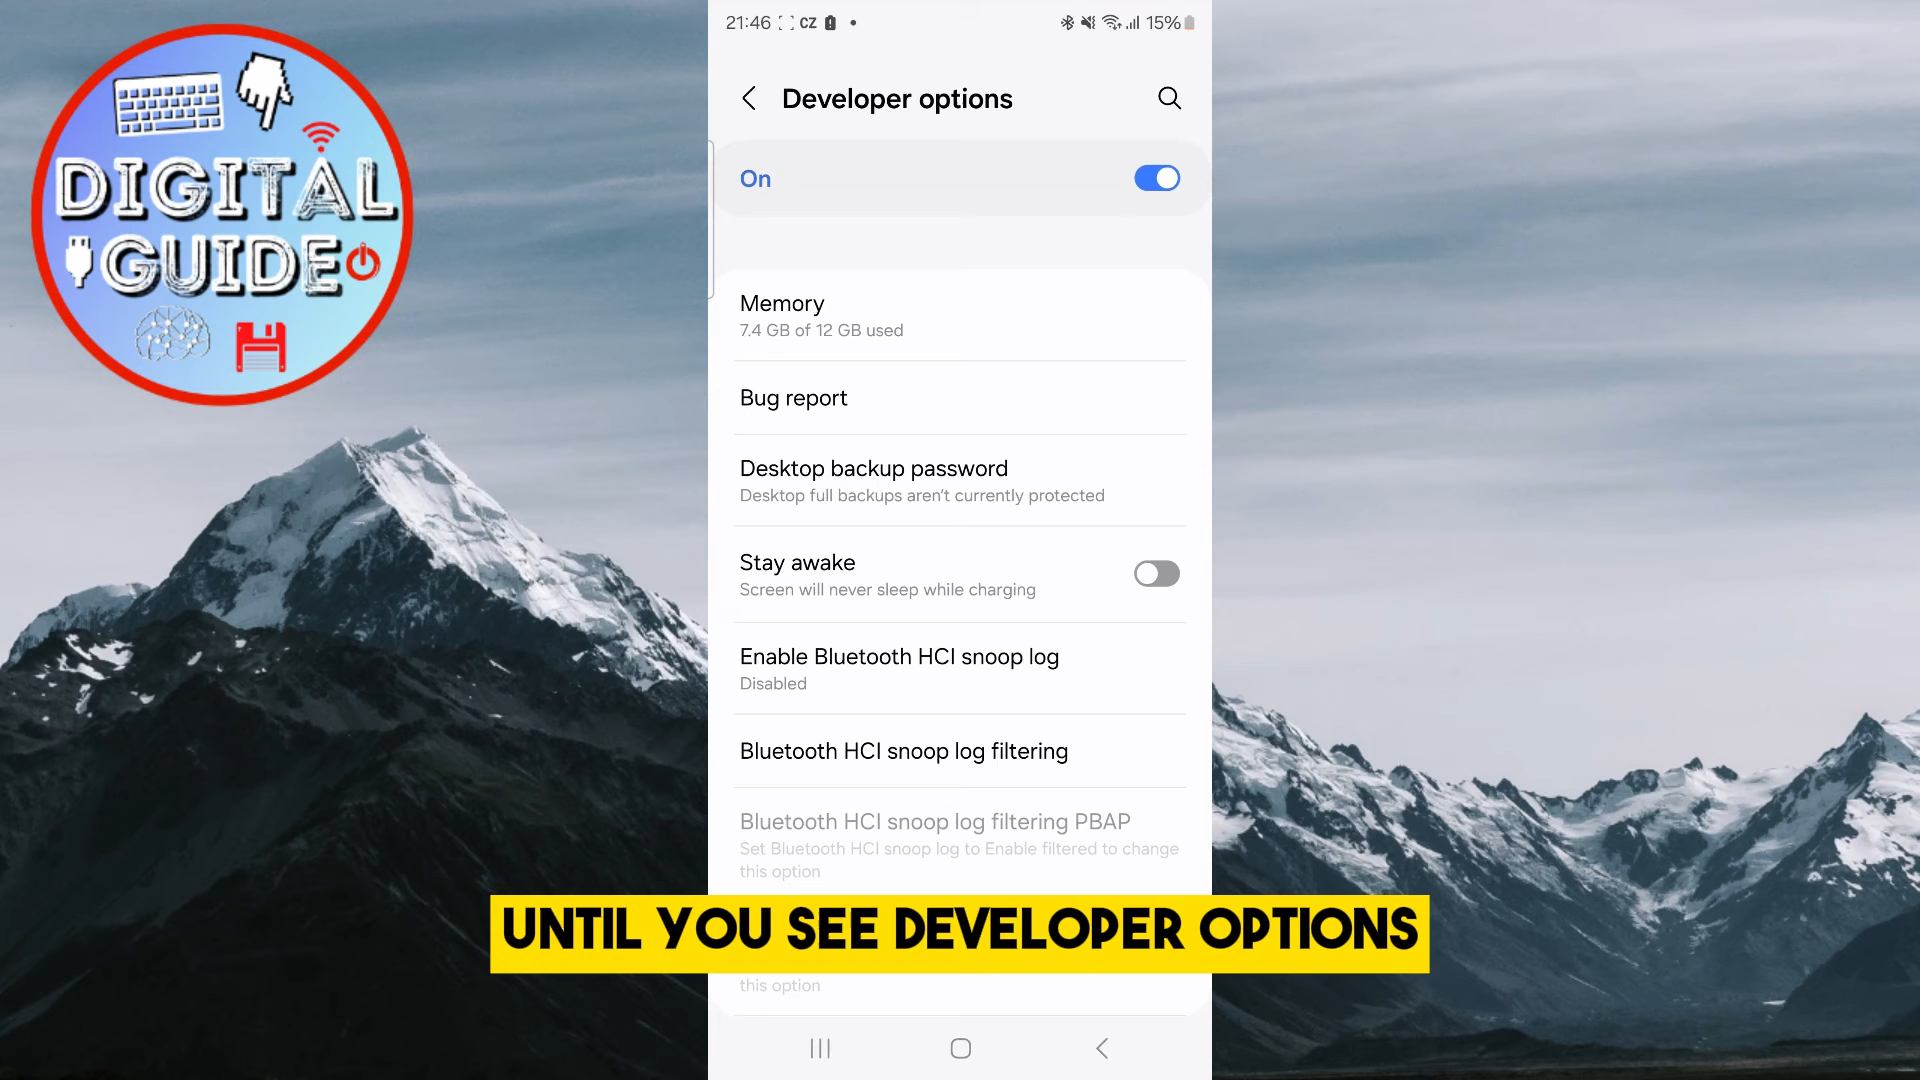 DIGITAL
GUIDE
21:46 CZ
15%
Developer options
On
Memory
7.4 GB of 12 GB used
Bug report
Desktop backup password
Desktop full backups aren't currently protected
Stay awake
Screen will never sleep while charging
Enable Bluetooth HCI snoop log
Disabled
Bluetooth HCI snoop log filtering
Bluetooth HCI snoop log filtering PBAP
Set Bluetooth HCI snoop log to Enable filtered to change
this option
UNTIL YOU SEE DEVELOPER OPTIONS
this option